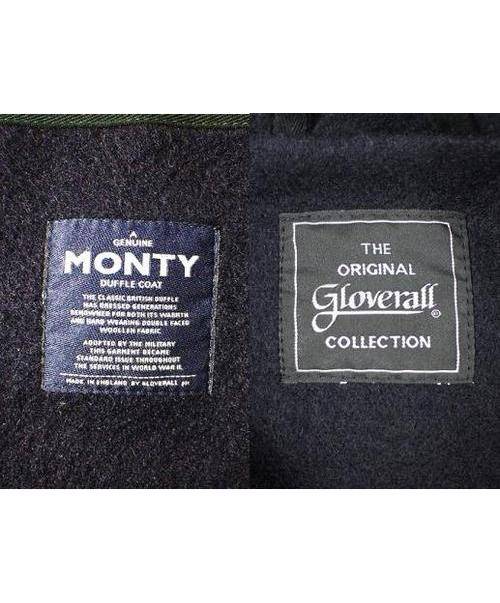 A
GENUINE
MONTY
DUFFLE COAT
THE CLASSIC BRITISH DUFFLE
HAS DRESSED GENERATIONS
RENOWNED FOR BOTH ITS WARMTH
AND HARD WEARING DOUBLE FACED
WOOLLEN FABRIC
ADOPTED BY THE MILITARY
THIS GARMENT BECAME
STANDARD ISSUE THROUGHOUT
THE SERVICES IN WORLD WAR II.
MADE IN ENGLAND BY GLOVERALL plc
THE
ORIGINAL
Gloverall®
COLLECTION